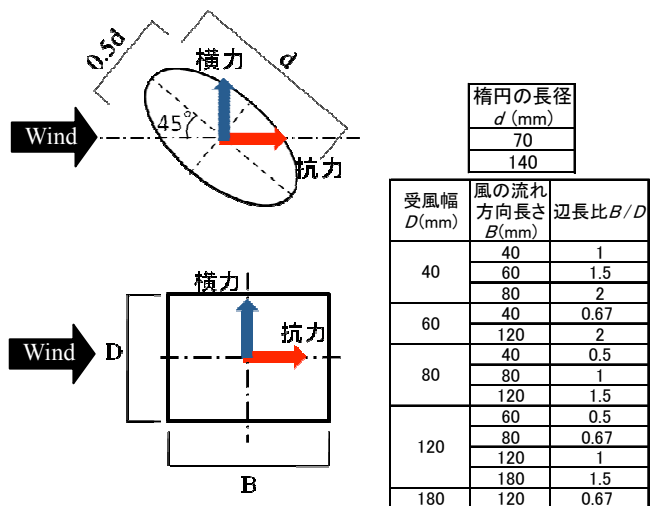 0.5d
d
横力
45°
Wind
抗力
横力
抗力
Wind
D
B
楕円の長径
d (mm)
70
140
受風幅 D(mm) 風の流れ方向長さ B(mm) 辺長比B/D
40 40 1
60 1.5
80 2
60 40 0.67
120 2
80 40 0.5
80 1
120 1.5
120 60 0.5
80 0.67
120 1
180 1.5
180 120 0.67